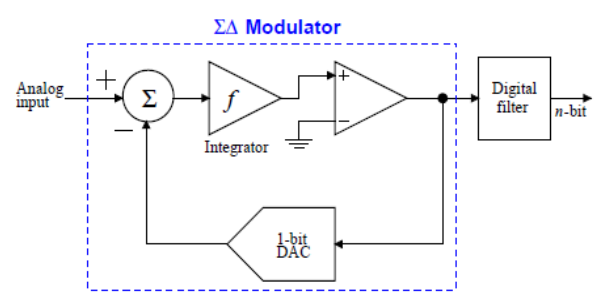 ΣΔ Modulator
Analog
input
+
−
Σ
∫
Integrator
+
−
1-bit
DAC
Digital
filter
n-bit